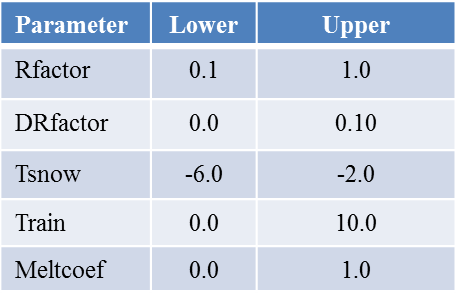 Parameter Lower Upper
Rfactor 0.1 1.0
DRfactor 0.0 0.10
Tsnow -6.0 -2.0
Train 0.0 10.0
Meltcoef 0.0 1.0